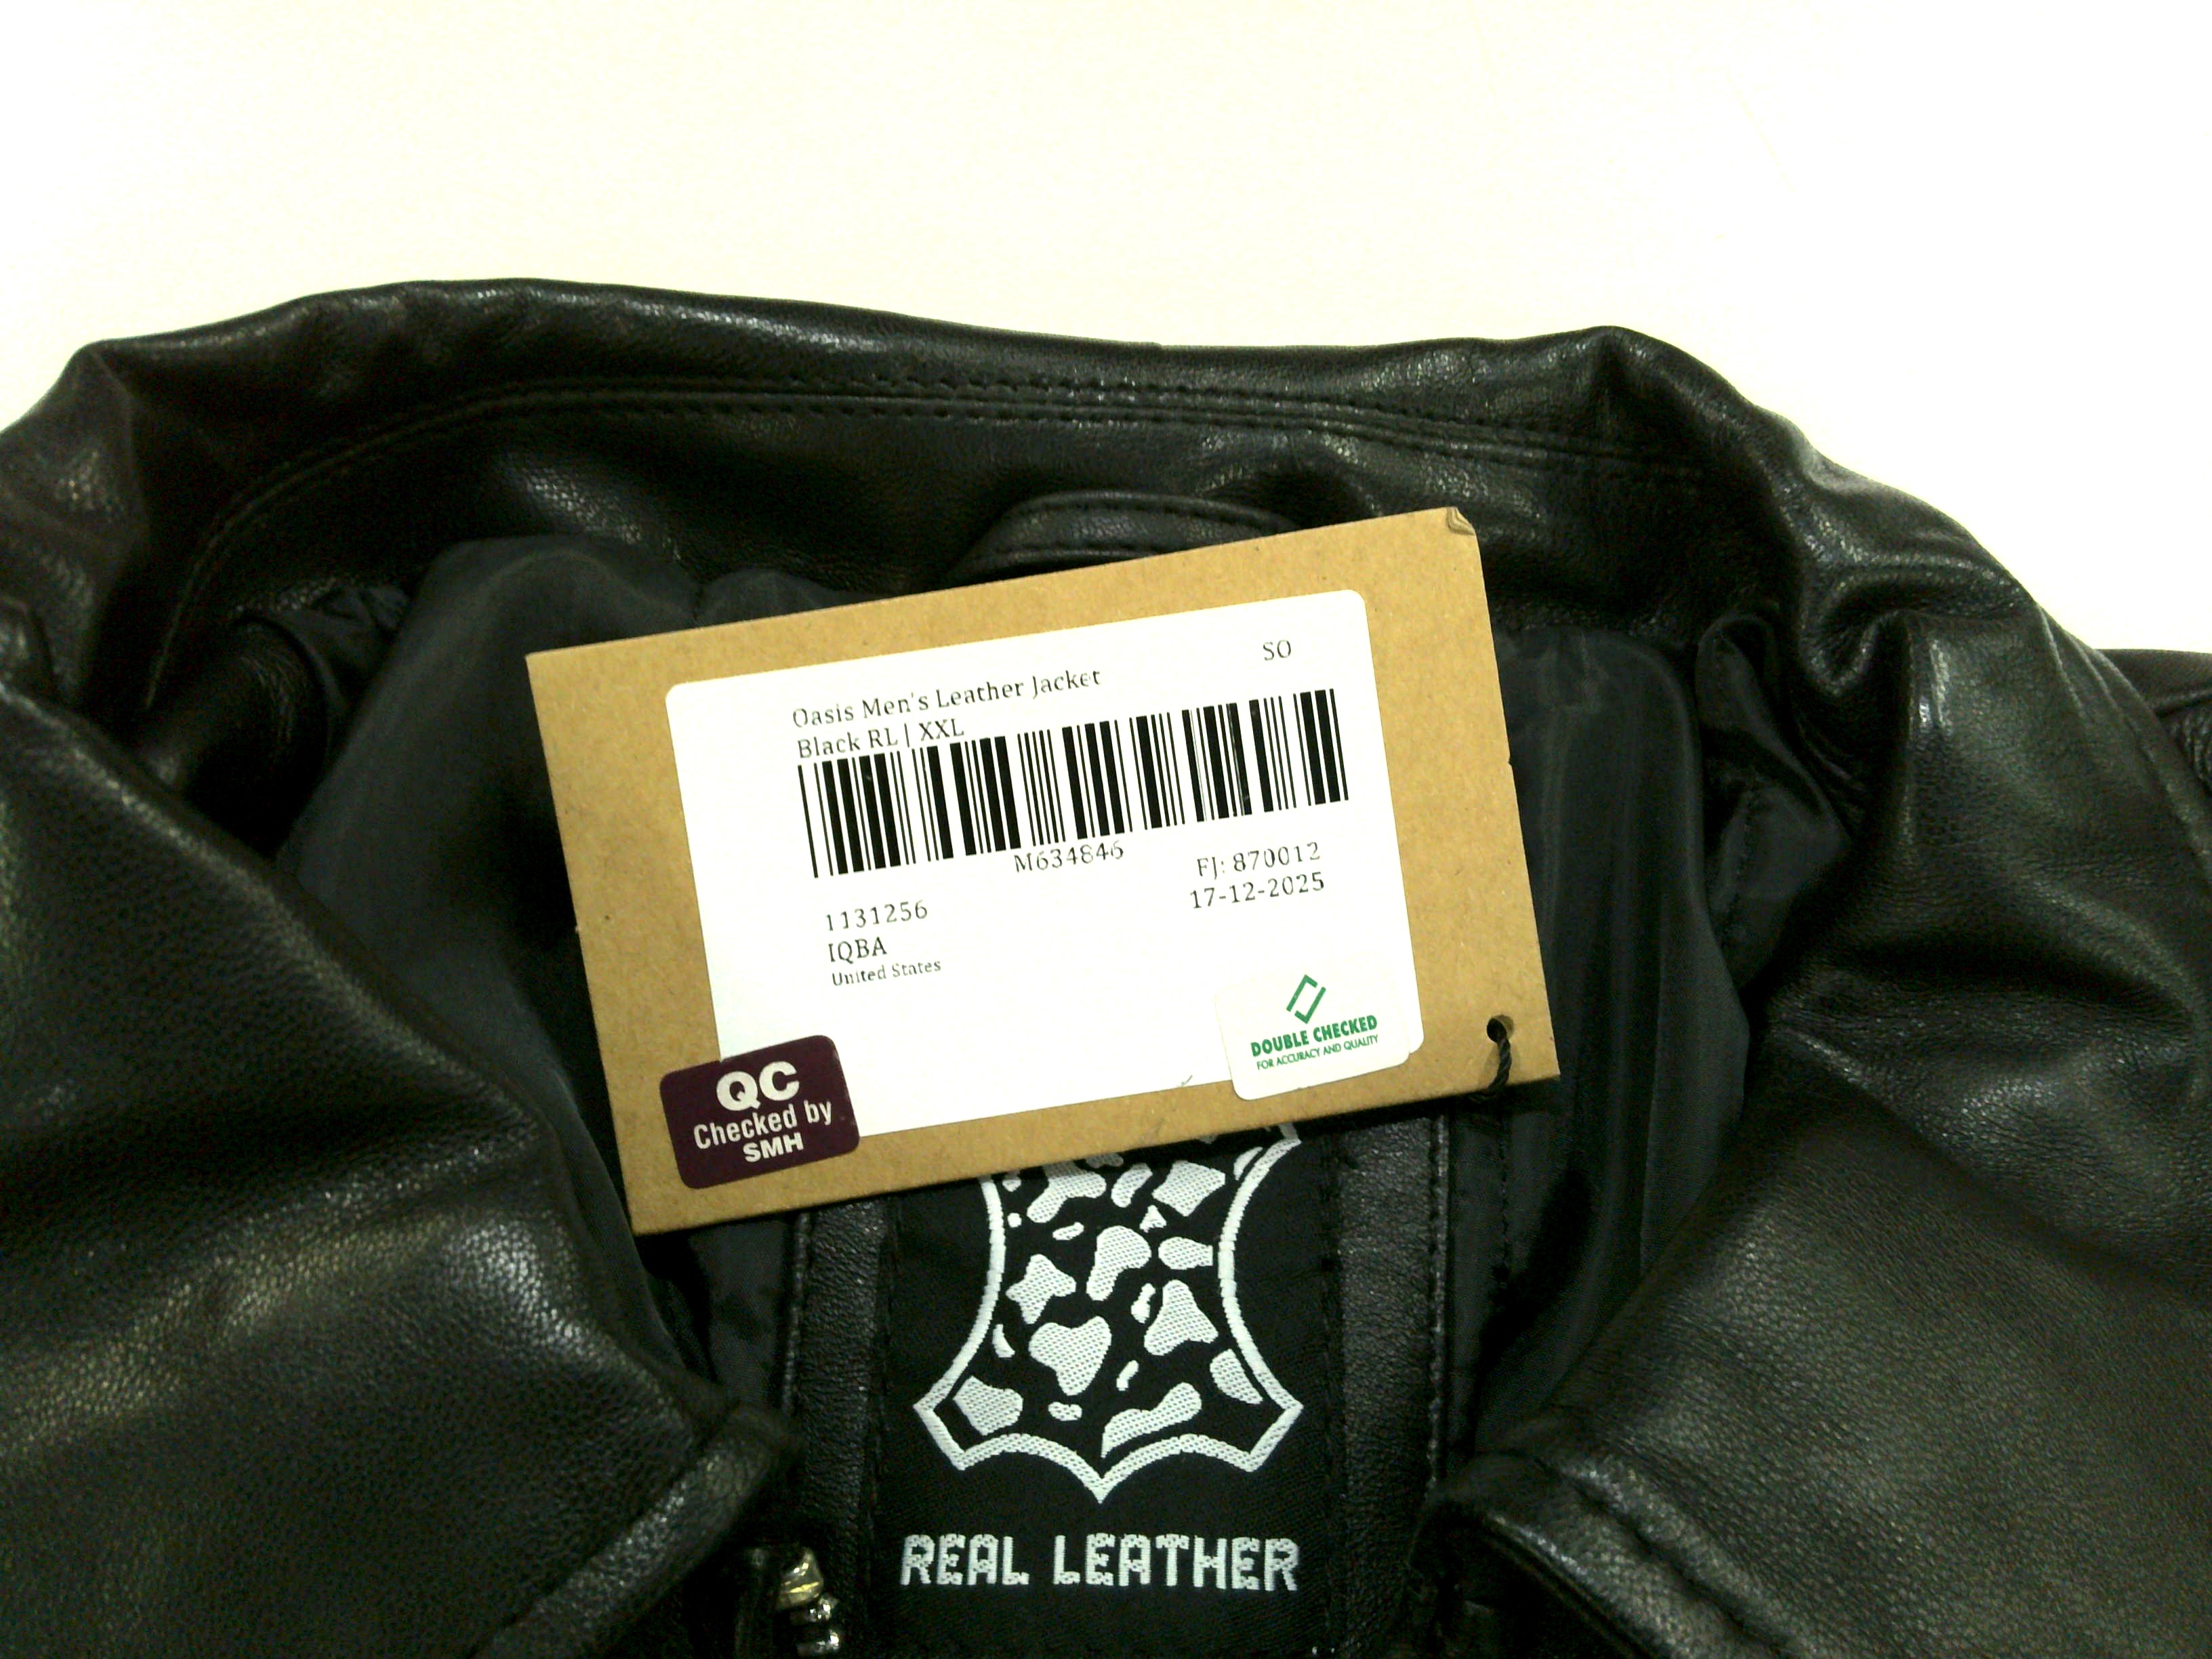 SO
Oasis Men's Leather Jacket
Black RL | XXL
M634846
FJ: 870012
17-12-2025
1131256
IQBA
United States
DOUBLE CHECKED
FOR ACCURACY AND QUALITY
QC
Checked by
SMH
REAL LEATHER